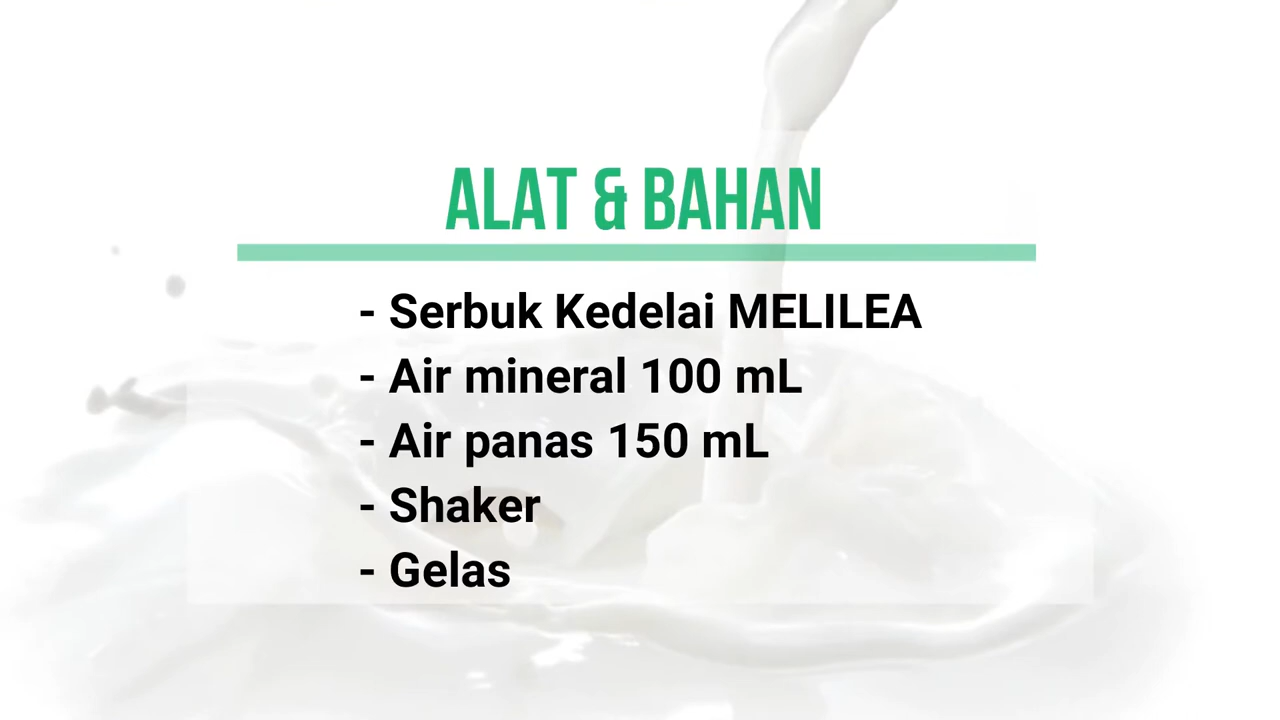 ALAT & BAHAN
- Serbuk Kedelai MELILEA
- Air mineral 100 mL
- Air panas 150 mL
- Shaker
- Gelas